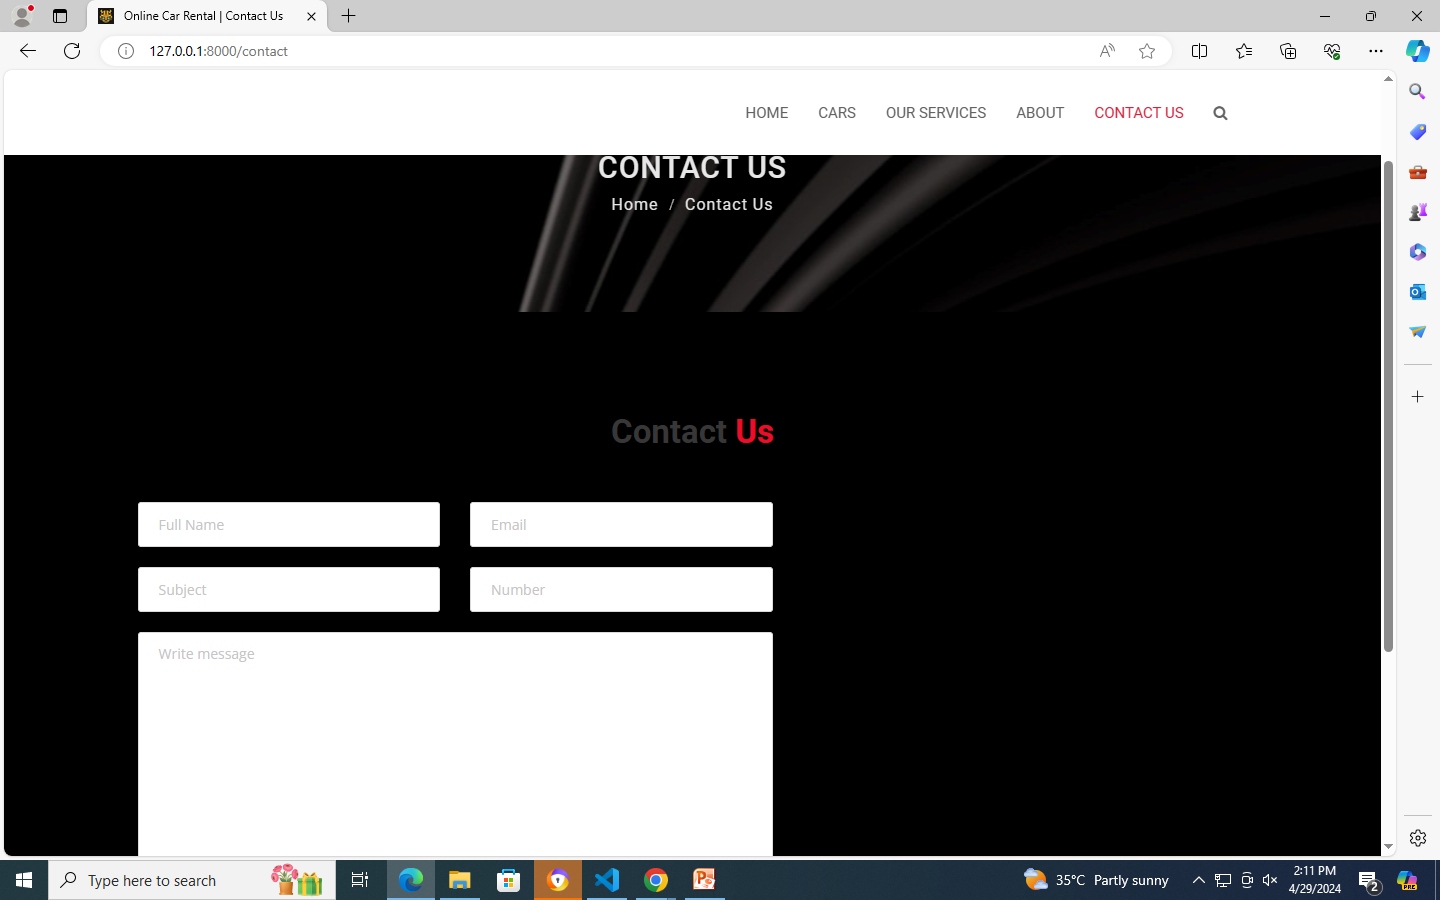 Online Car Rental | Contact Us
127.0.0.1:8000/contact
HOME CARS OUR SERVICES ABOUT CONTACT US
CONTACT US
Home / Contact Us
Contact Us
Full Name Email
Subject Number
Write message
Type here to search
35°C Partly sunny
2:11 PM
4/29/2024
2
PRE